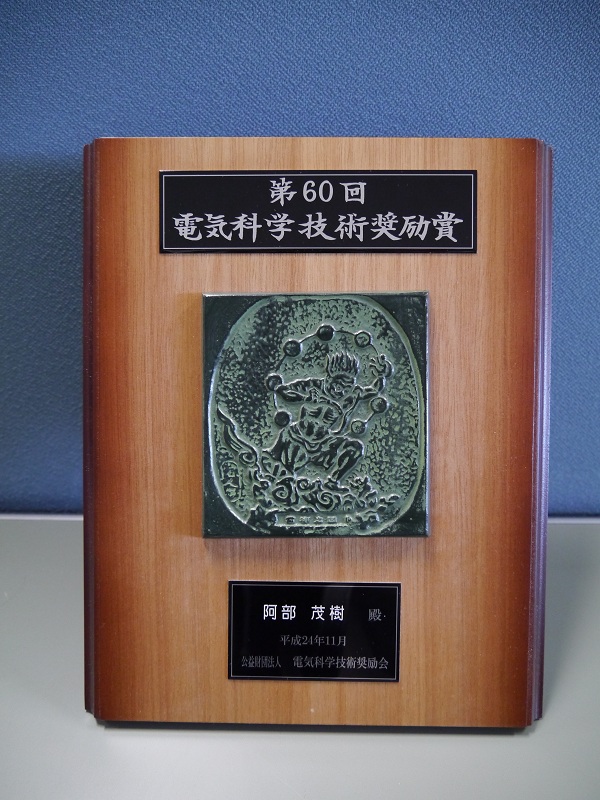 第60回
電気科学技術奨励賞
阿部 茂樹 殿
平成24年11月
公益財団法人 電気科学技術奨励会